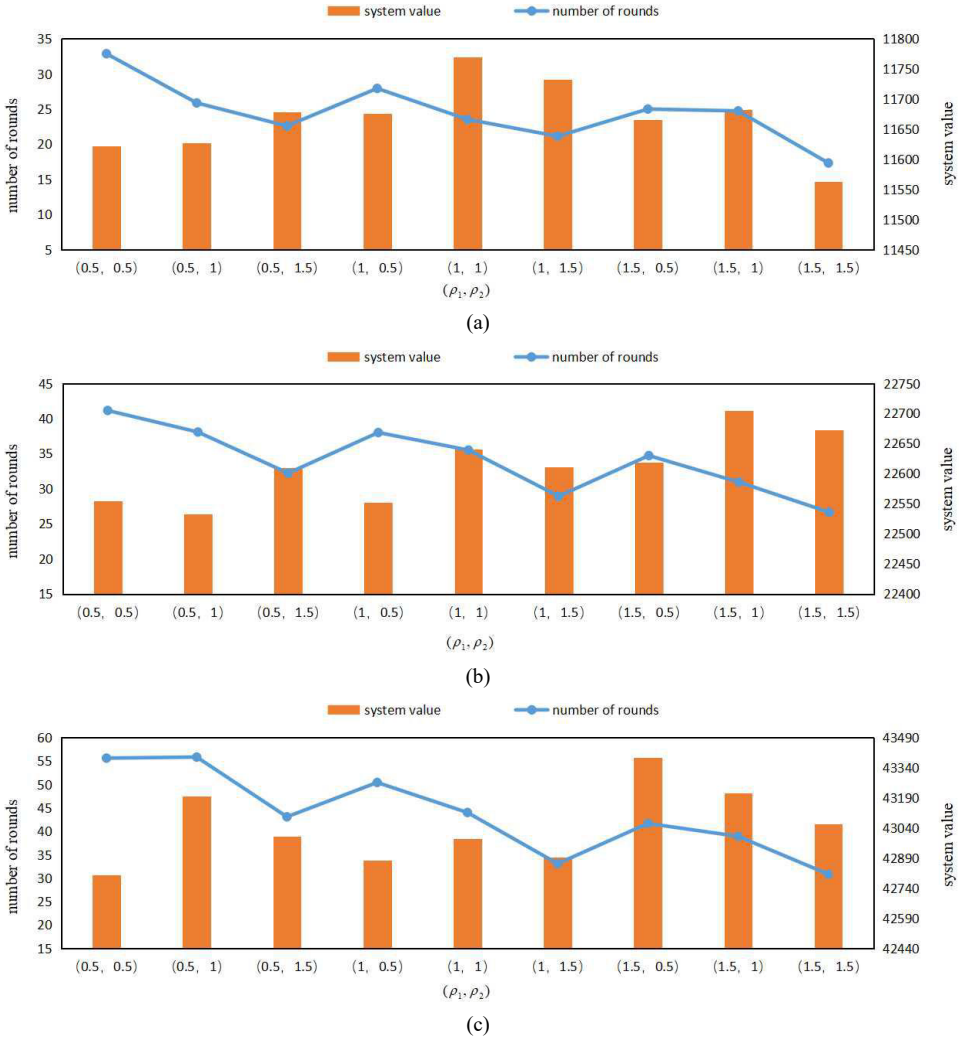 system value number of rounds
35 11800
30 11750
25 11700
20 11650
15 11600
10 11550
11500
5 11450
number of rounds
system value
(0.5, 0.5) (0.5, 1) (0.5, 1.5) (1, 0.5) (1, 1) (1, 1.5) (1.5, 0.5) (1.5, 1) (1.5, 1.5)
(ρ₁, ρ₂)
(a)
system value number of rounds
45 22750
40 22700
35 22650
30 22600
25 22550
20 22500
22450
15 22400
number of rounds
system value
(0.5, 0.5) (0.5, 1) (0.5, 1.5) (1, 0.5) (1, 1) (1, 1.5) (1.5, 0.5) (1.5, 1) (1.5, 1.5)
(ρ₁, ρ₂)
(b)
system value number of rounds
60 43490
55 43340
50 43190
45 43040
40 42890
35 42740
30 42590
25 42440
20
15
number of rounds
system value
(0.5, 0.5) (0.5, 1) (0.5, 1.5) (1, 0.5) (1, 1) (1, 1.5) (1.5, 0.5) (1.5, 1) (1.5, 1.5)
(ρ₁, ρ₂)
(c)